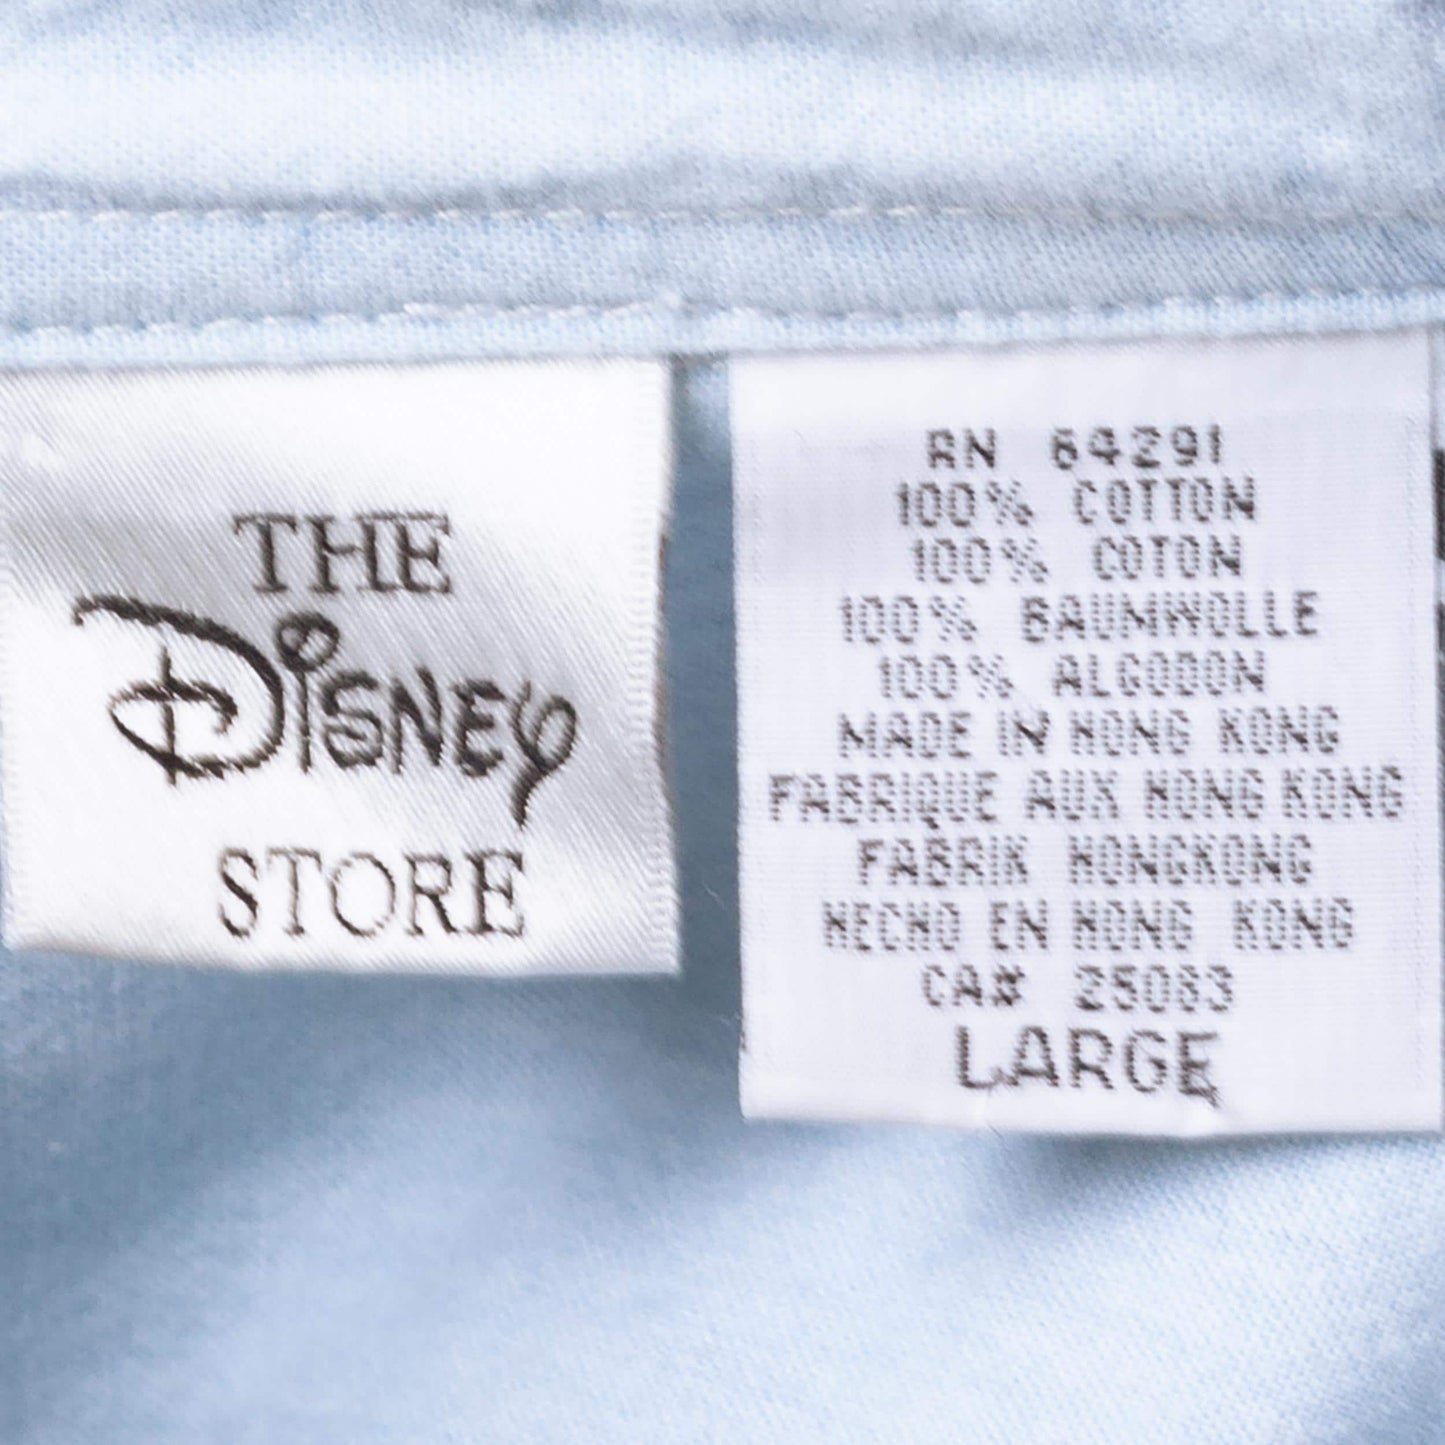 THE
Disney
STORE
RN 64291
100% COTTON
100% COTON
100% BAUMWOLLE
100% ALGODON
MADE IN HONG KONG
FABRIQUE AUX HONG KONG
FABRIK HONGKONG
HECHO EN HONG KONG
CA# 25083
LARGE